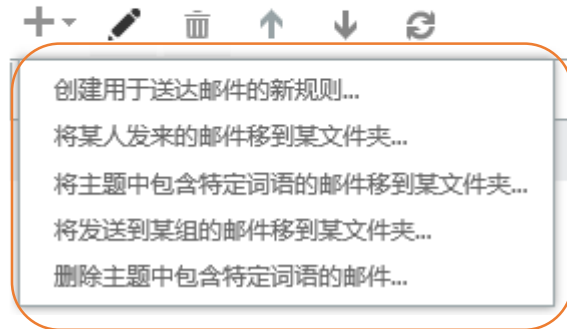 创建用于送达邮件的新规则...
将某人发来的邮件移到某文件夹...
将主题中包含特定词语的邮件移到某文件夹...
将发送到某组的邮件移到某文件夹...
删除主题中包含特定词语的邮件...